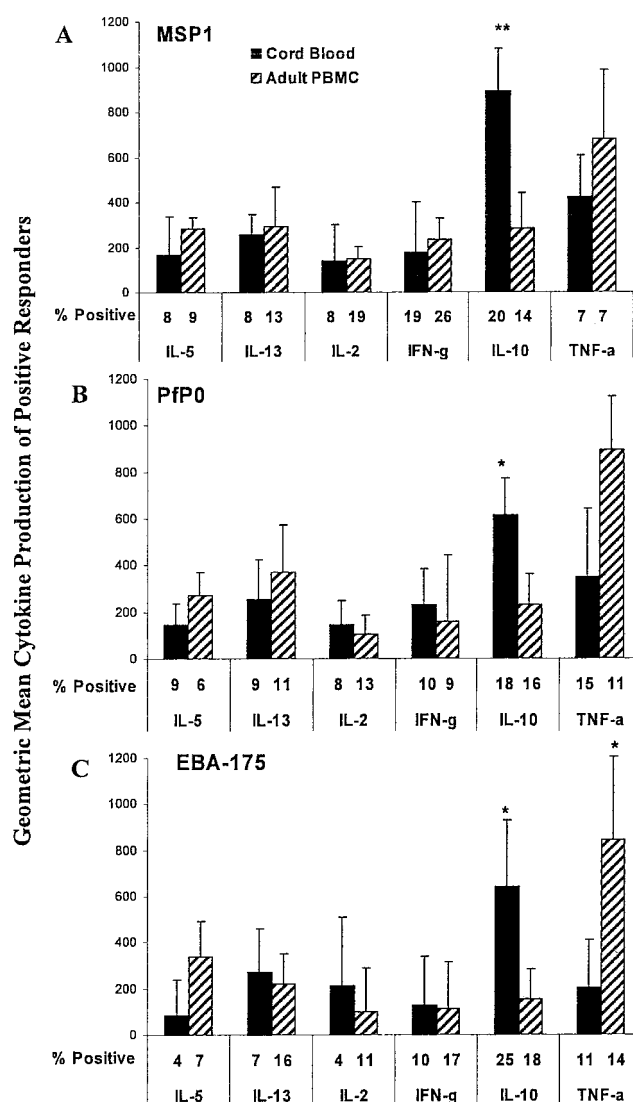 Geometric Mean Cytokine Production of Positive Responders
A
MSP1
Cord Blood
Adult PBMC
**
1200
1000
800
600
400
200
0
% Positive 8 9 8 13 8 19 19 26 20 14 7 7
IL-5 IL-13 IL-2 IFN-g IL-10 TNF-a
B
PfP0
*
1200
1000
800
600
400
200
0
% Positive 9 6 9 11 8 13 10 9 18 16 15 11
IL-5 IL-13 IL-2 IFN-g IL-10 TNF-a
C
EBA-175
* *
1200
1000
800
600
400
200
0
% Positive 4 7 7 16 4 11 10 17 25 18 11 14
IL-5 IL-13 IL-2 IFN-g IL-10 TNF-a